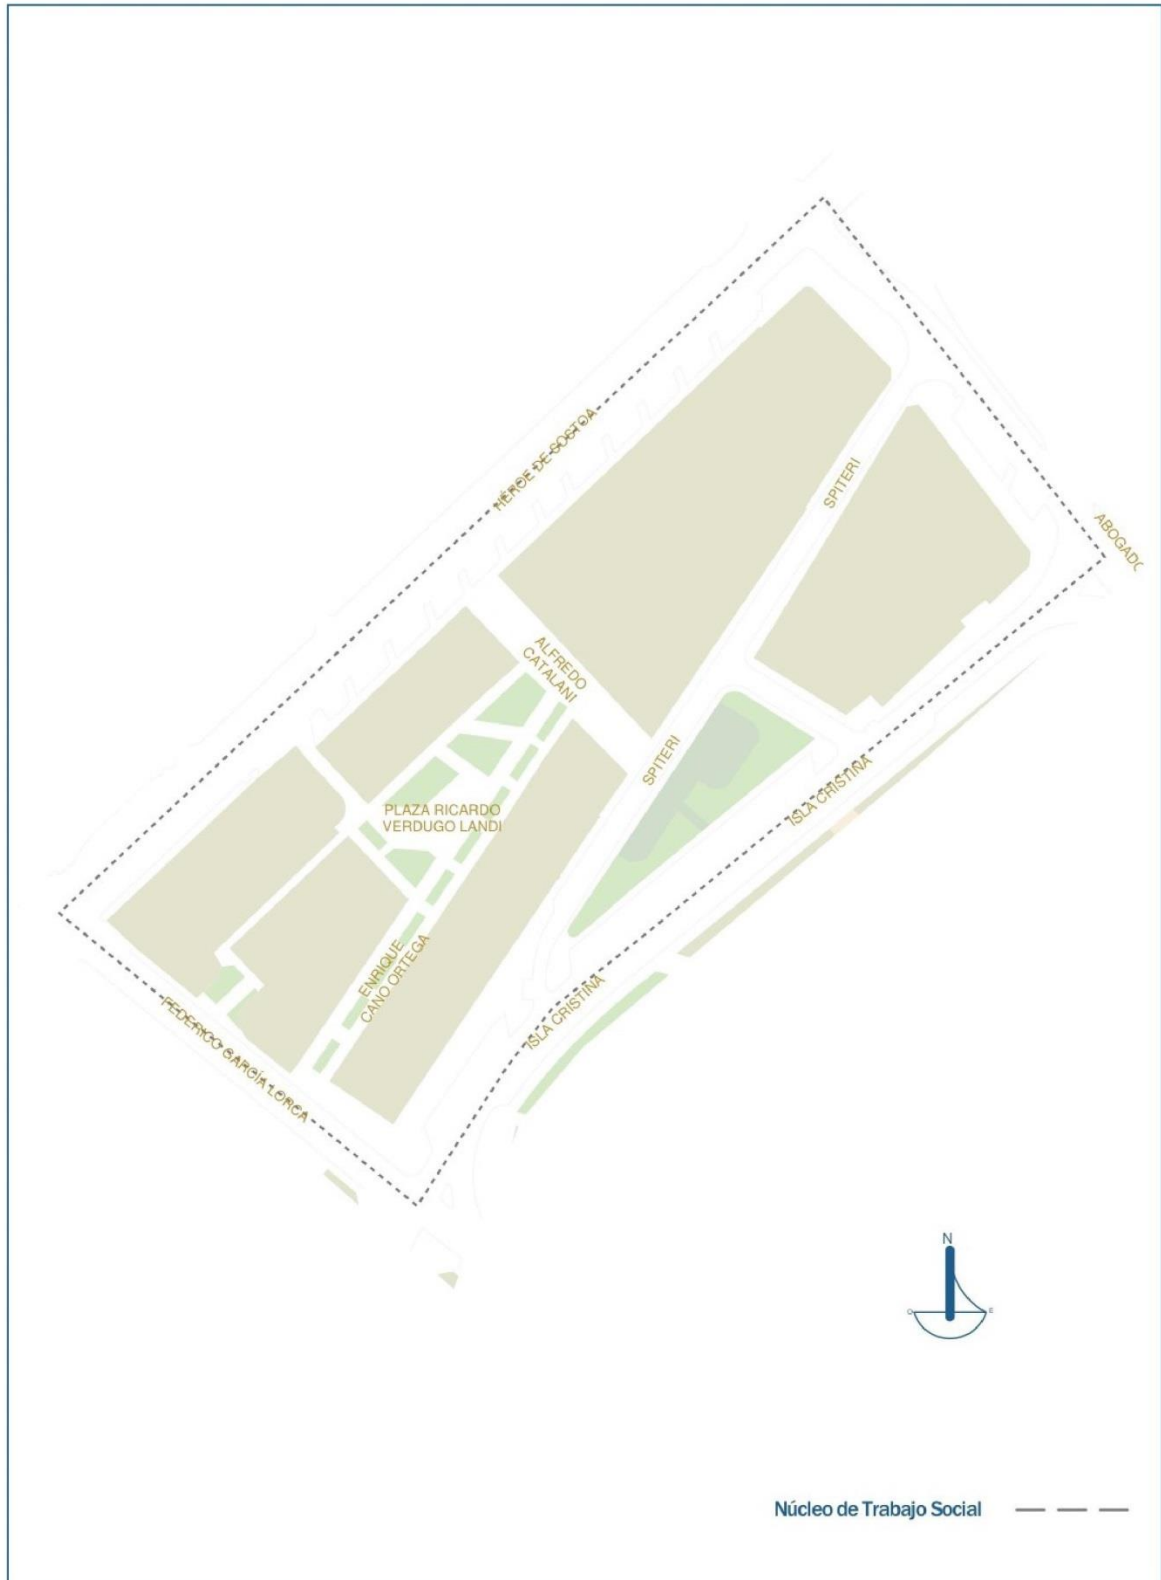 HÉROE DE SOSTOA
SPITERI
ABOGADO
ALFREDO
CATALANI
SPITERI
ISLA CRISTINA
PLAZA RICARDO
VERDUGO LANDI
ENRIQUE
CANO ORTEGA
ISLA CRISTINA
FEDERICO GARCÍA LORCA
N
O
E
Núcleo de Trabajo Social